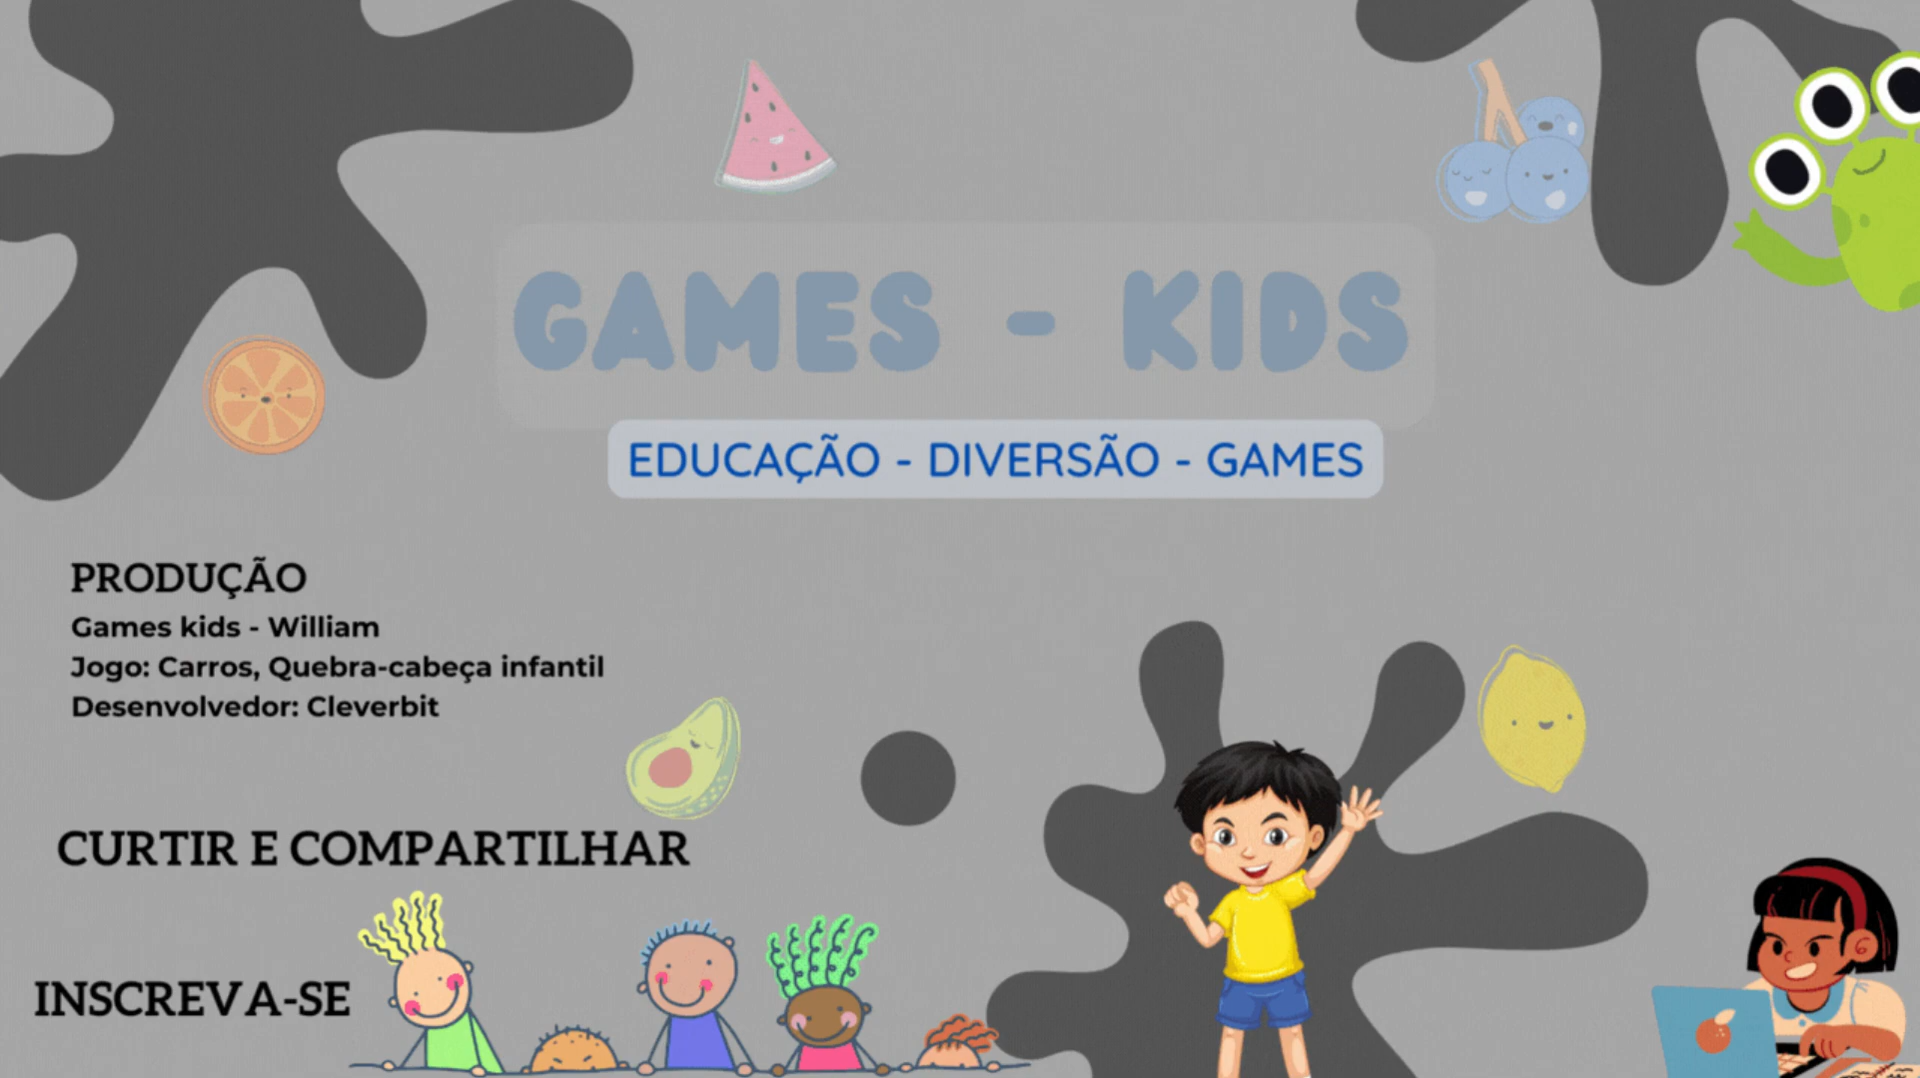 GAMES - KIDS
EDUCAÇÃO - DIVERSÃO - GAMES
PRODUÇÃO
Games kids - William
Jogo: Carros, Quebra-cabeça infantil
Desenvolvedor: Cleverbit
CURTIR E COMPARTILHAR
INSCREVA-SE